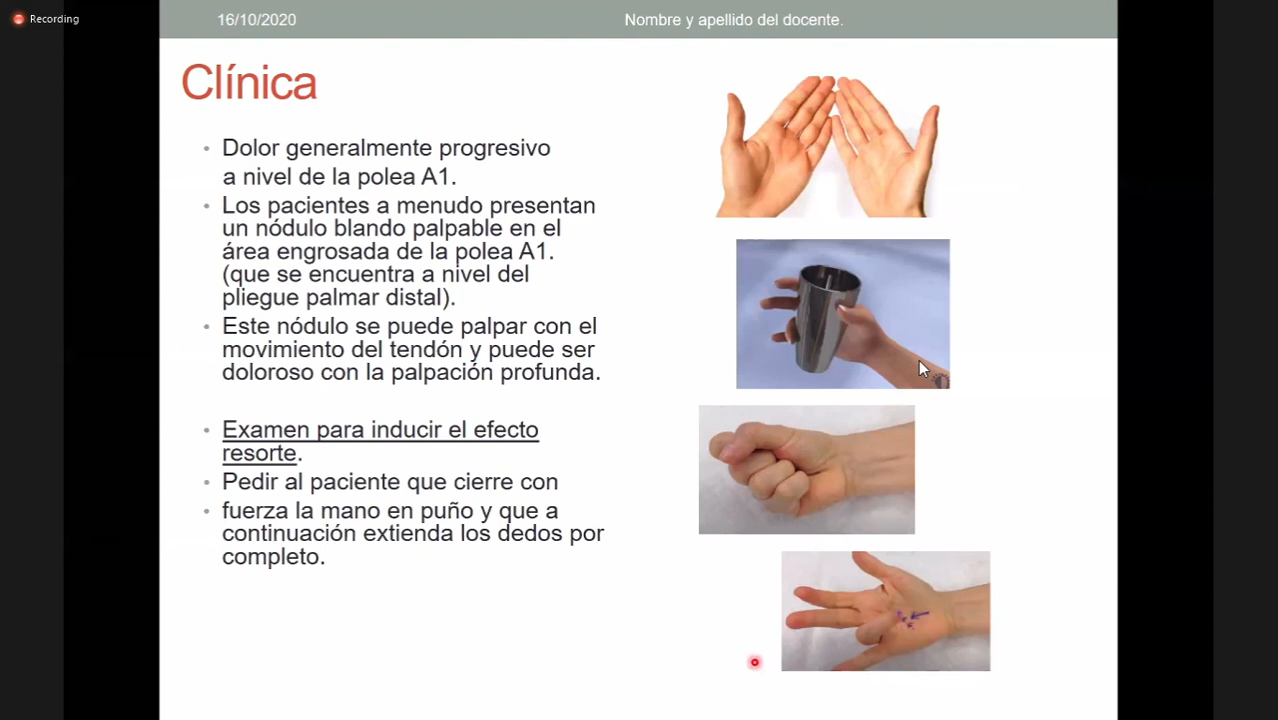 Recording
16/10/2020
Nombre y apellido del docente.
Clínica
• Dolor generalmente progresivo
a nivel de la polea A1.
• Los pacientes a menudo presentan
un nódulo blando palpable en el
área engrosada de la polea A1.
(que se encuentra a nivel del
pliegue palmar distal).
• Este nódulo se puede palpar con el
movimiento del tendón y puede ser
doloroso con la palpación profunda.
• Examen para inducir el efecto
resorte.
• Pedir al paciente que cierre con
• fuerza la mano en puño y que a
continuación extienda los dedos por
completo.